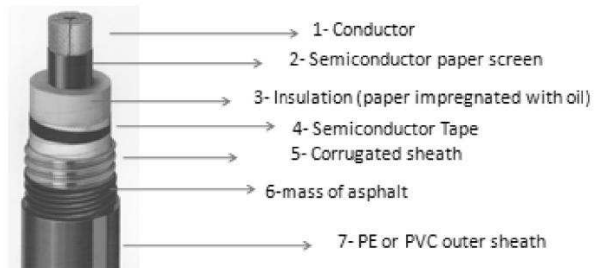 1- Conductor
2- Semiconductor paper screen
3- Insulation (paper impregnated with oil)
4- Semiconductor Tape
5- Corrugated sheath
6-mass of asphalt
7- PE or PVC outer sheath